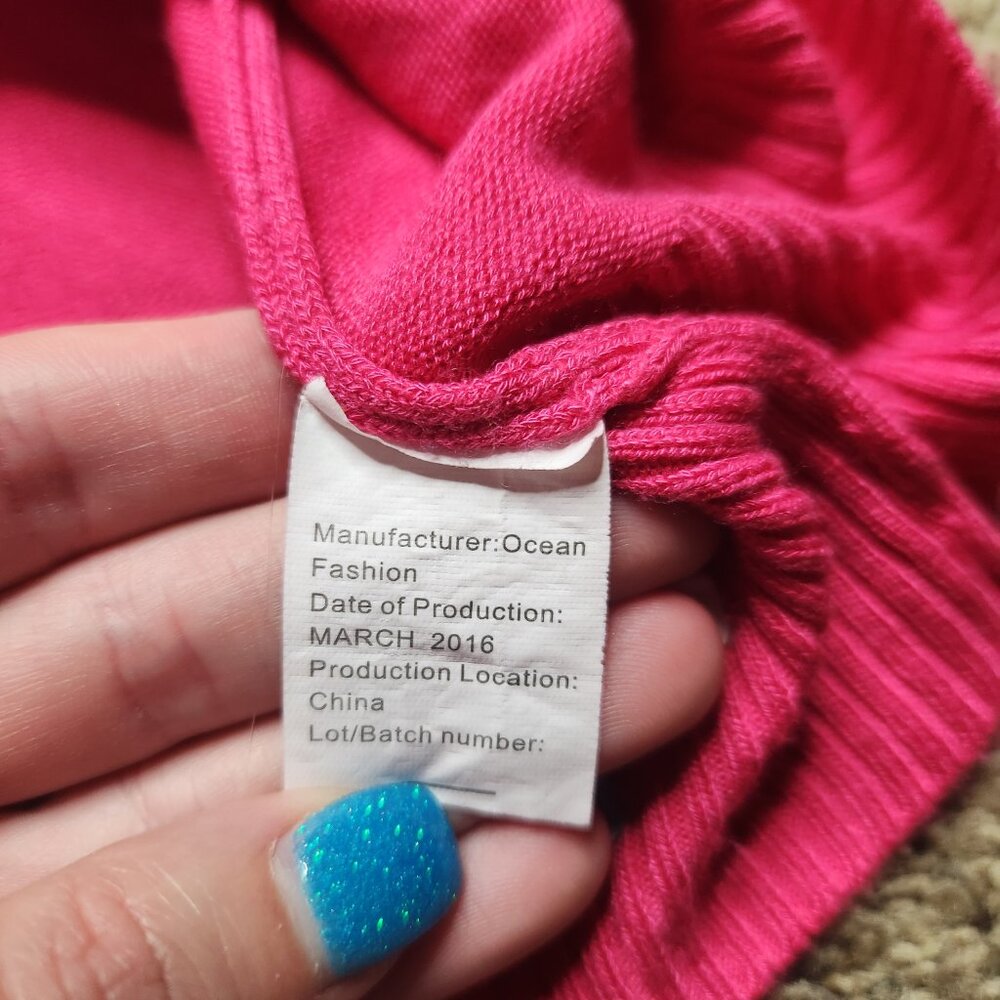 Manufacturer:Ocean
Fashion
Date of Production:
MARCH 2016
Production Location:
China
Lot/Batch number: